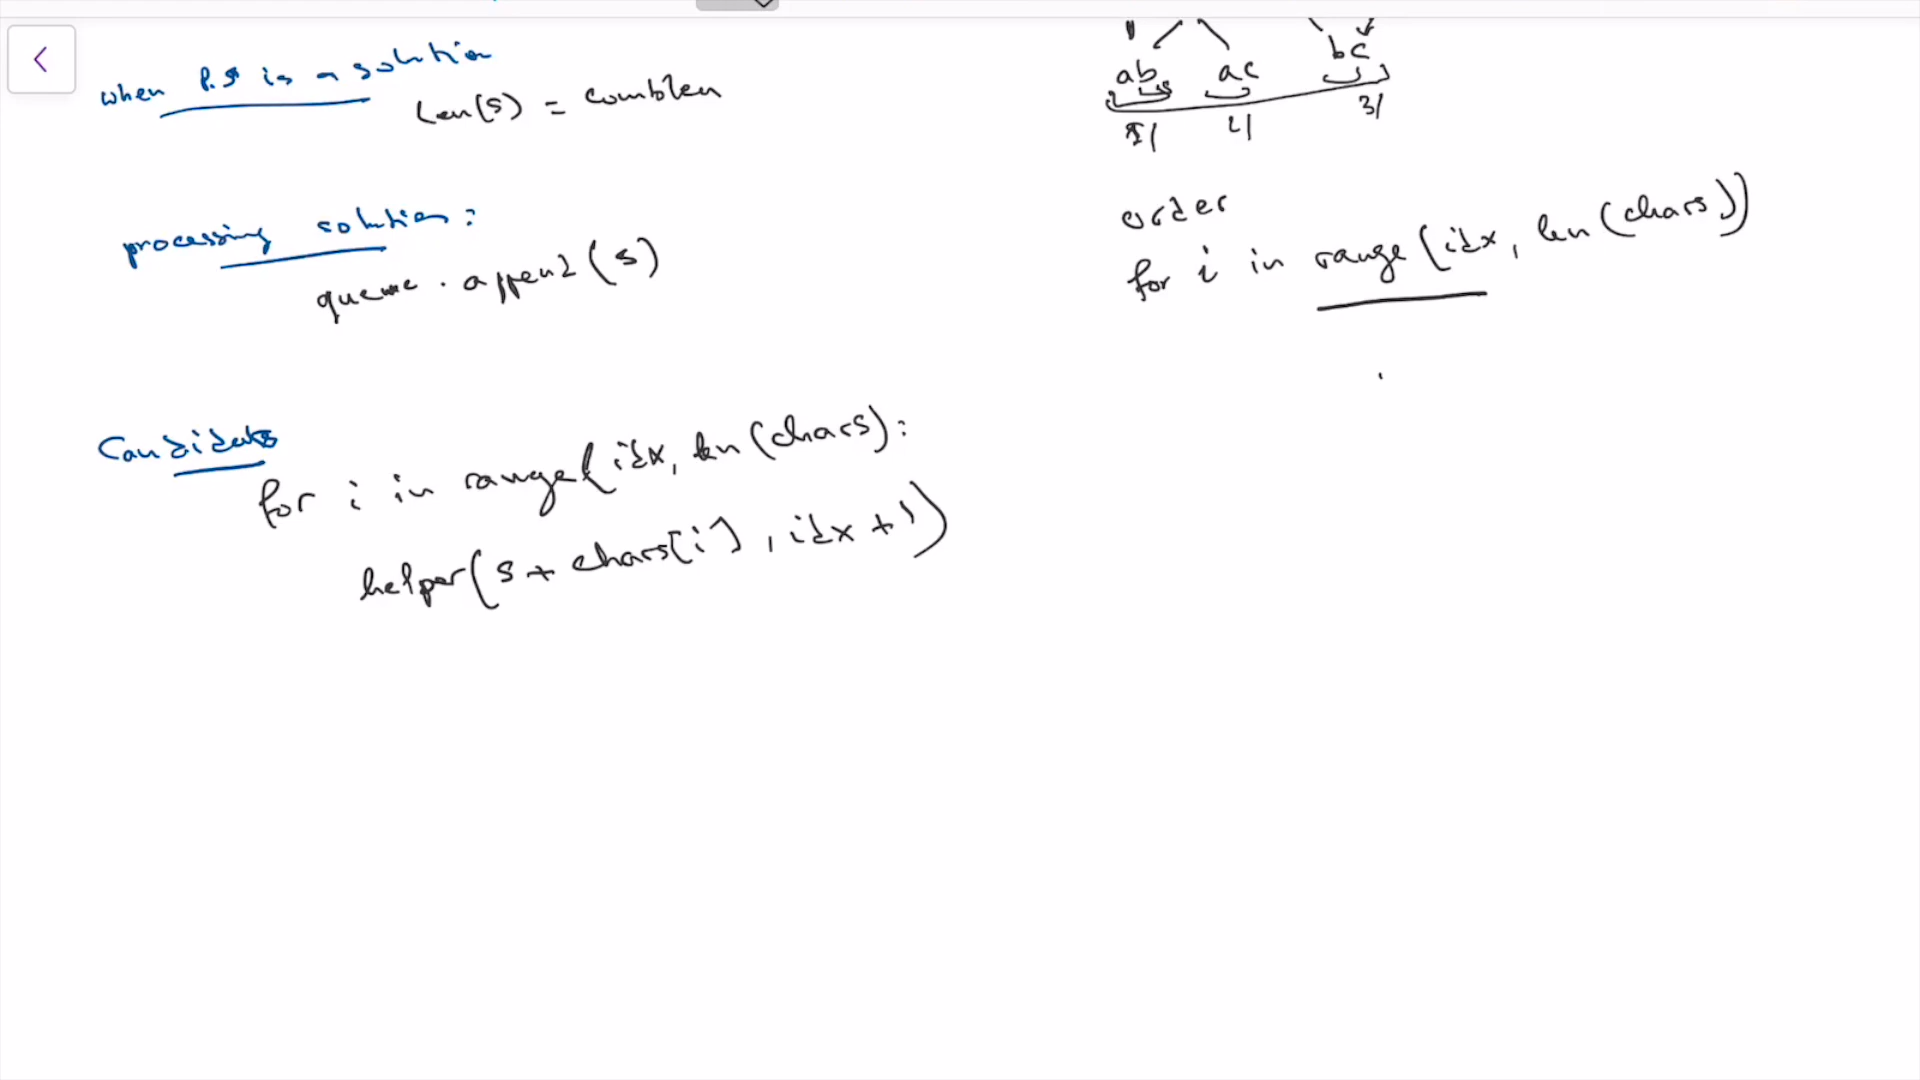 when P.S is a solution
len(s) = comblen
processing solution:
queue.append(s)
Candidates
for i in range(idx, len(chars):
helper(s + chars[i], idx + 1)
ab ac bc
1/ 2/ 3/
order
for i in range(idx, len(chars))